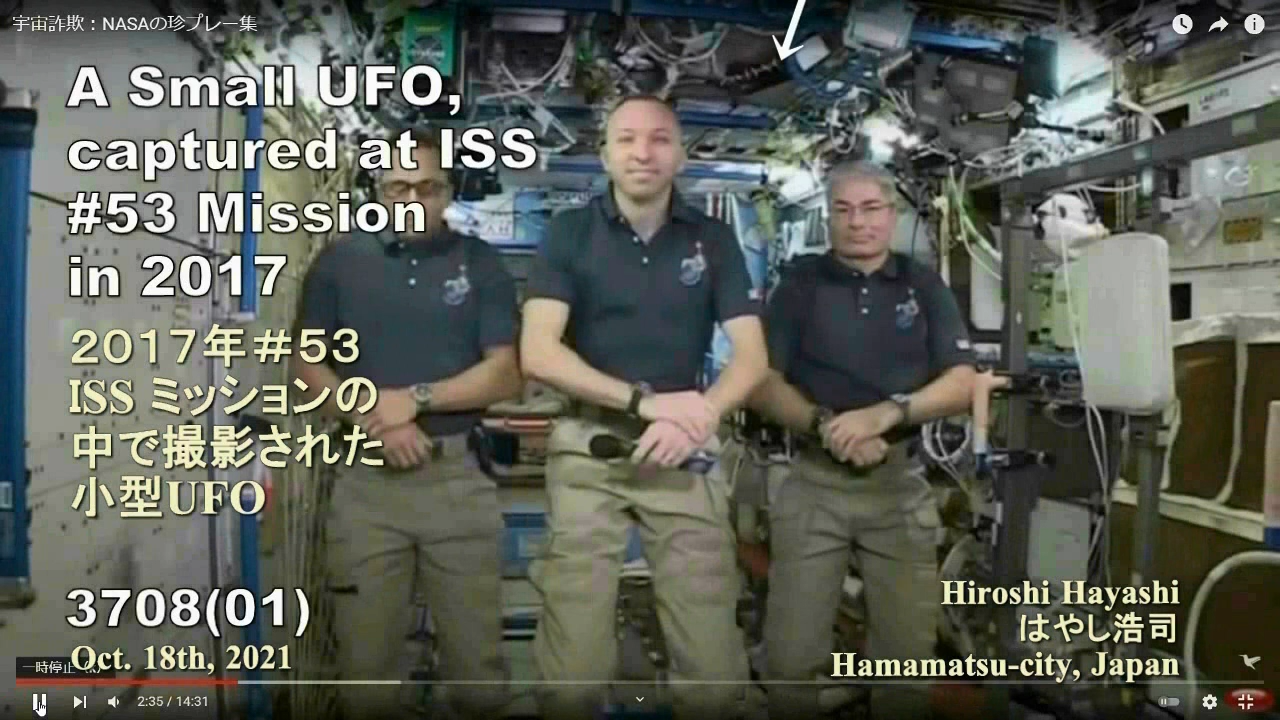 宇宙詐欺：NASAの珍プレー集
A Small UFO,
captured at ISS
#53 Mission
in 2017
２０１７年＃５３
ISS ミッションの
中で撮影された
小型UFO
3708(01)
Oct. 18th, 2021
Hiroshi Hayashi
はやし浩司
Hamamatsu-city, Japan
一時停止
2:35 / 14:31